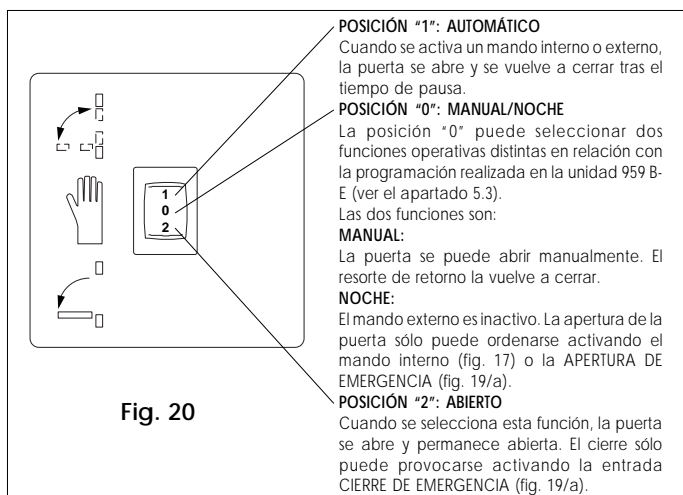 POSICIÓN “1”: AUTOMÁTICO
Cuando se activa un mando interno o externo,
la puerta se abre y se vuelve a cerrar tras el
tiempo de pausa.
POSICIÓN “0”: MANUAL/NOCHE
La posición “0” puede seleccionar dos
funciones operativas distintas en relación con
la programación realizada en la unidad 959 B-
E (ver el apartado 5.3).
Las dos funciones son:
MANUAL:
La puerta se puede abrir manualmente. El
resorte de retorno la vuelve a cerrar.
NOCHE:
El mando externo es inactivo. La apertura de la
puerta sólo puede ordenarse activando el
mando interno (fig. 17) o la APERTURA DE
EMERGENCIA (fig. 19/a).
POSICIÓN “2”: ABIERTO
Cuando se selecciona esta función, la puerta
se abre y permanece abierta. El cierre sólo
puede provocarse activando la entrada
CIERRE DE EMERGENCIA (fig. 19/a).
1
0
2
Fig. 20